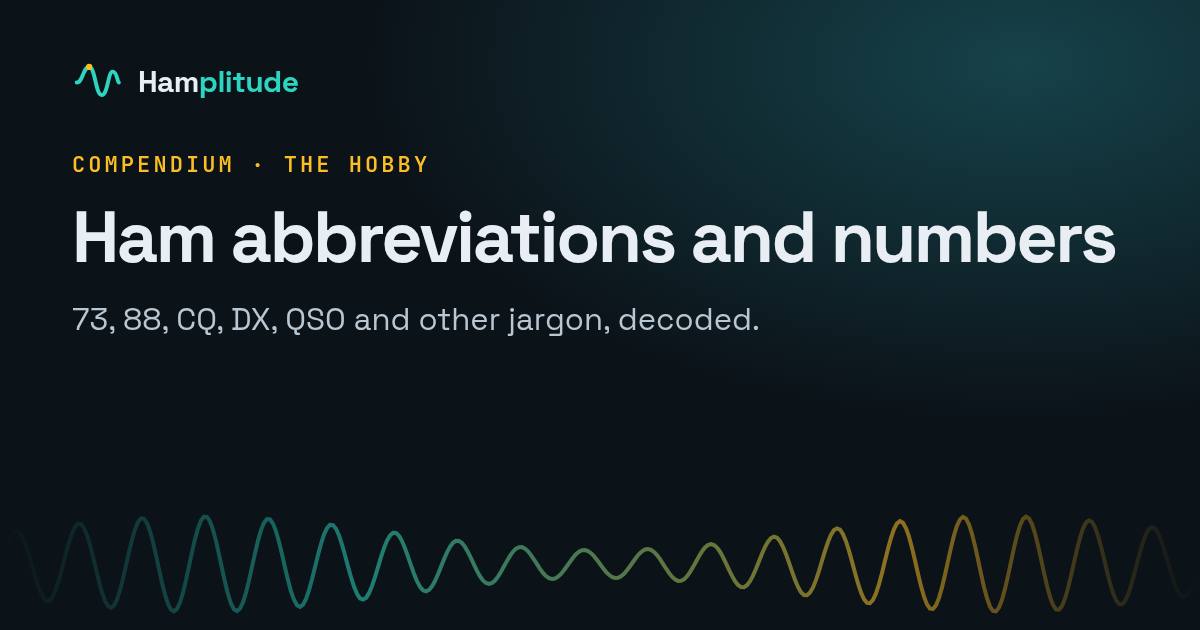 Hamplitude
COMPENDIUM · THE HOBBY
Ham abbreviations and numbers
73, 88, CQ, DX, QSO and other jargon, decoded.